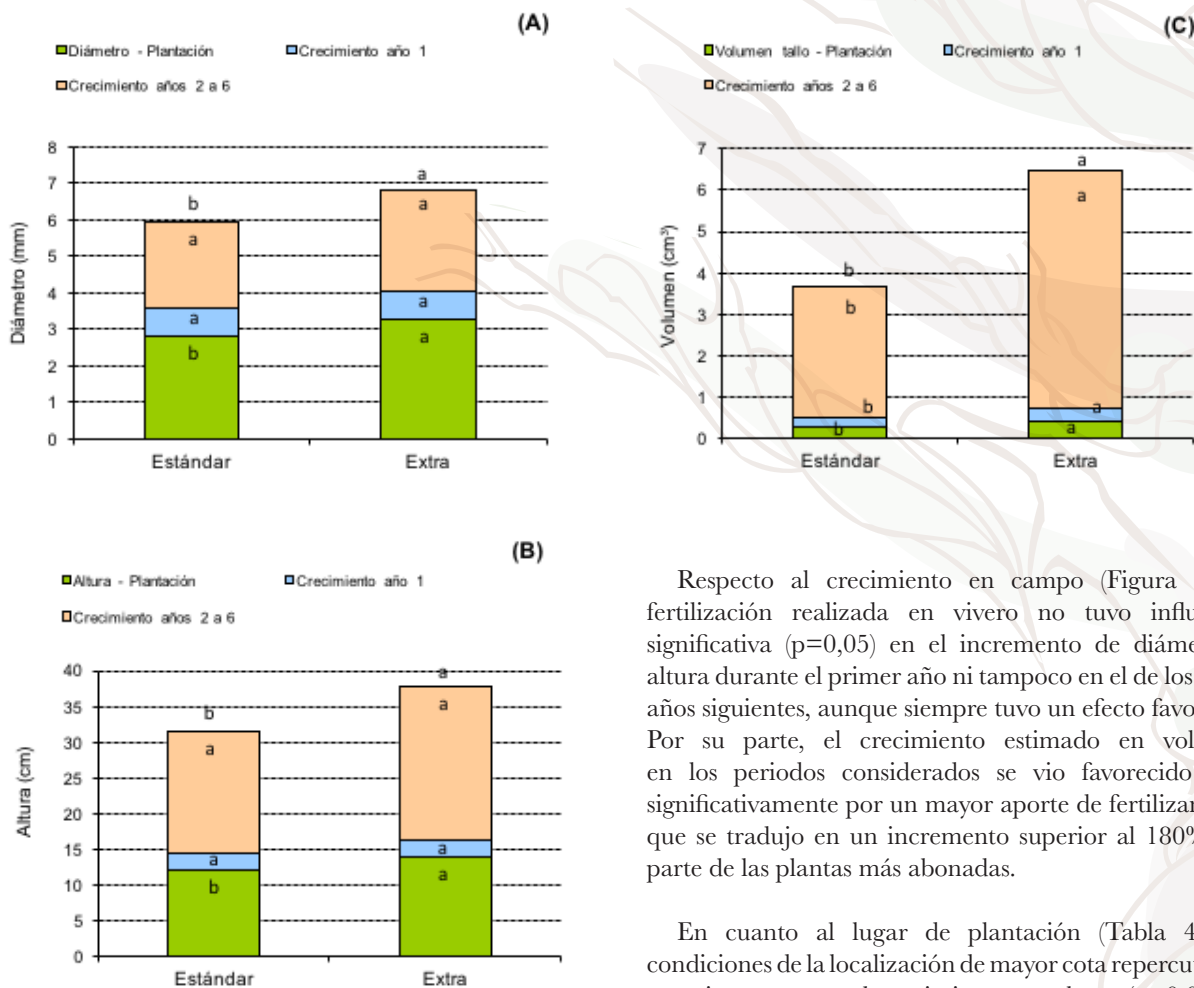 (A)
Diámetro - Plantación
Crecimiento año 1
Crecimiento años 2 a 6
8
7
6
5
4
3
2
1
0
Diámetro (mm)
b
a
a
b
a
a
a
a
Estándar
Extra
(B)
Altura - Plantación
Crecimiento año 1
Crecimiento años 2 a 6
40
35
30
25
20
15
10
5
0
Altura (cm)
b
a
a
b
a
a
a
a
Estándar
Extra
(C)
Volumen tallo - Plantación
Crecimiento año 1
Crecimiento años 2 a 6
7
6
5
4
3
2
1
0
Volumen (cm³)
b
b
b
b
a
a
a
a
Estándar
Extra
Respecto al crecimiento en campo (Figura
fertilización realizada en vivero no tuvo influ
significativa (p=0,05) en el incremento de diáme
altura durante el primer año ni tampoco en el de los
años siguientes, aunque siempre tuvo un efecto favo
Por su parte, el crecimiento estimado en vol
en los periodos considerados se vio favorecido
significativamente por un mayor aporte de fertiliza
que se tradujo en un incremento superior al 180%
parte de las plantas más abonadas.
En cuanto al lugar de plantación (Tabla 4
condiciones de la localización de mayor cota repercu